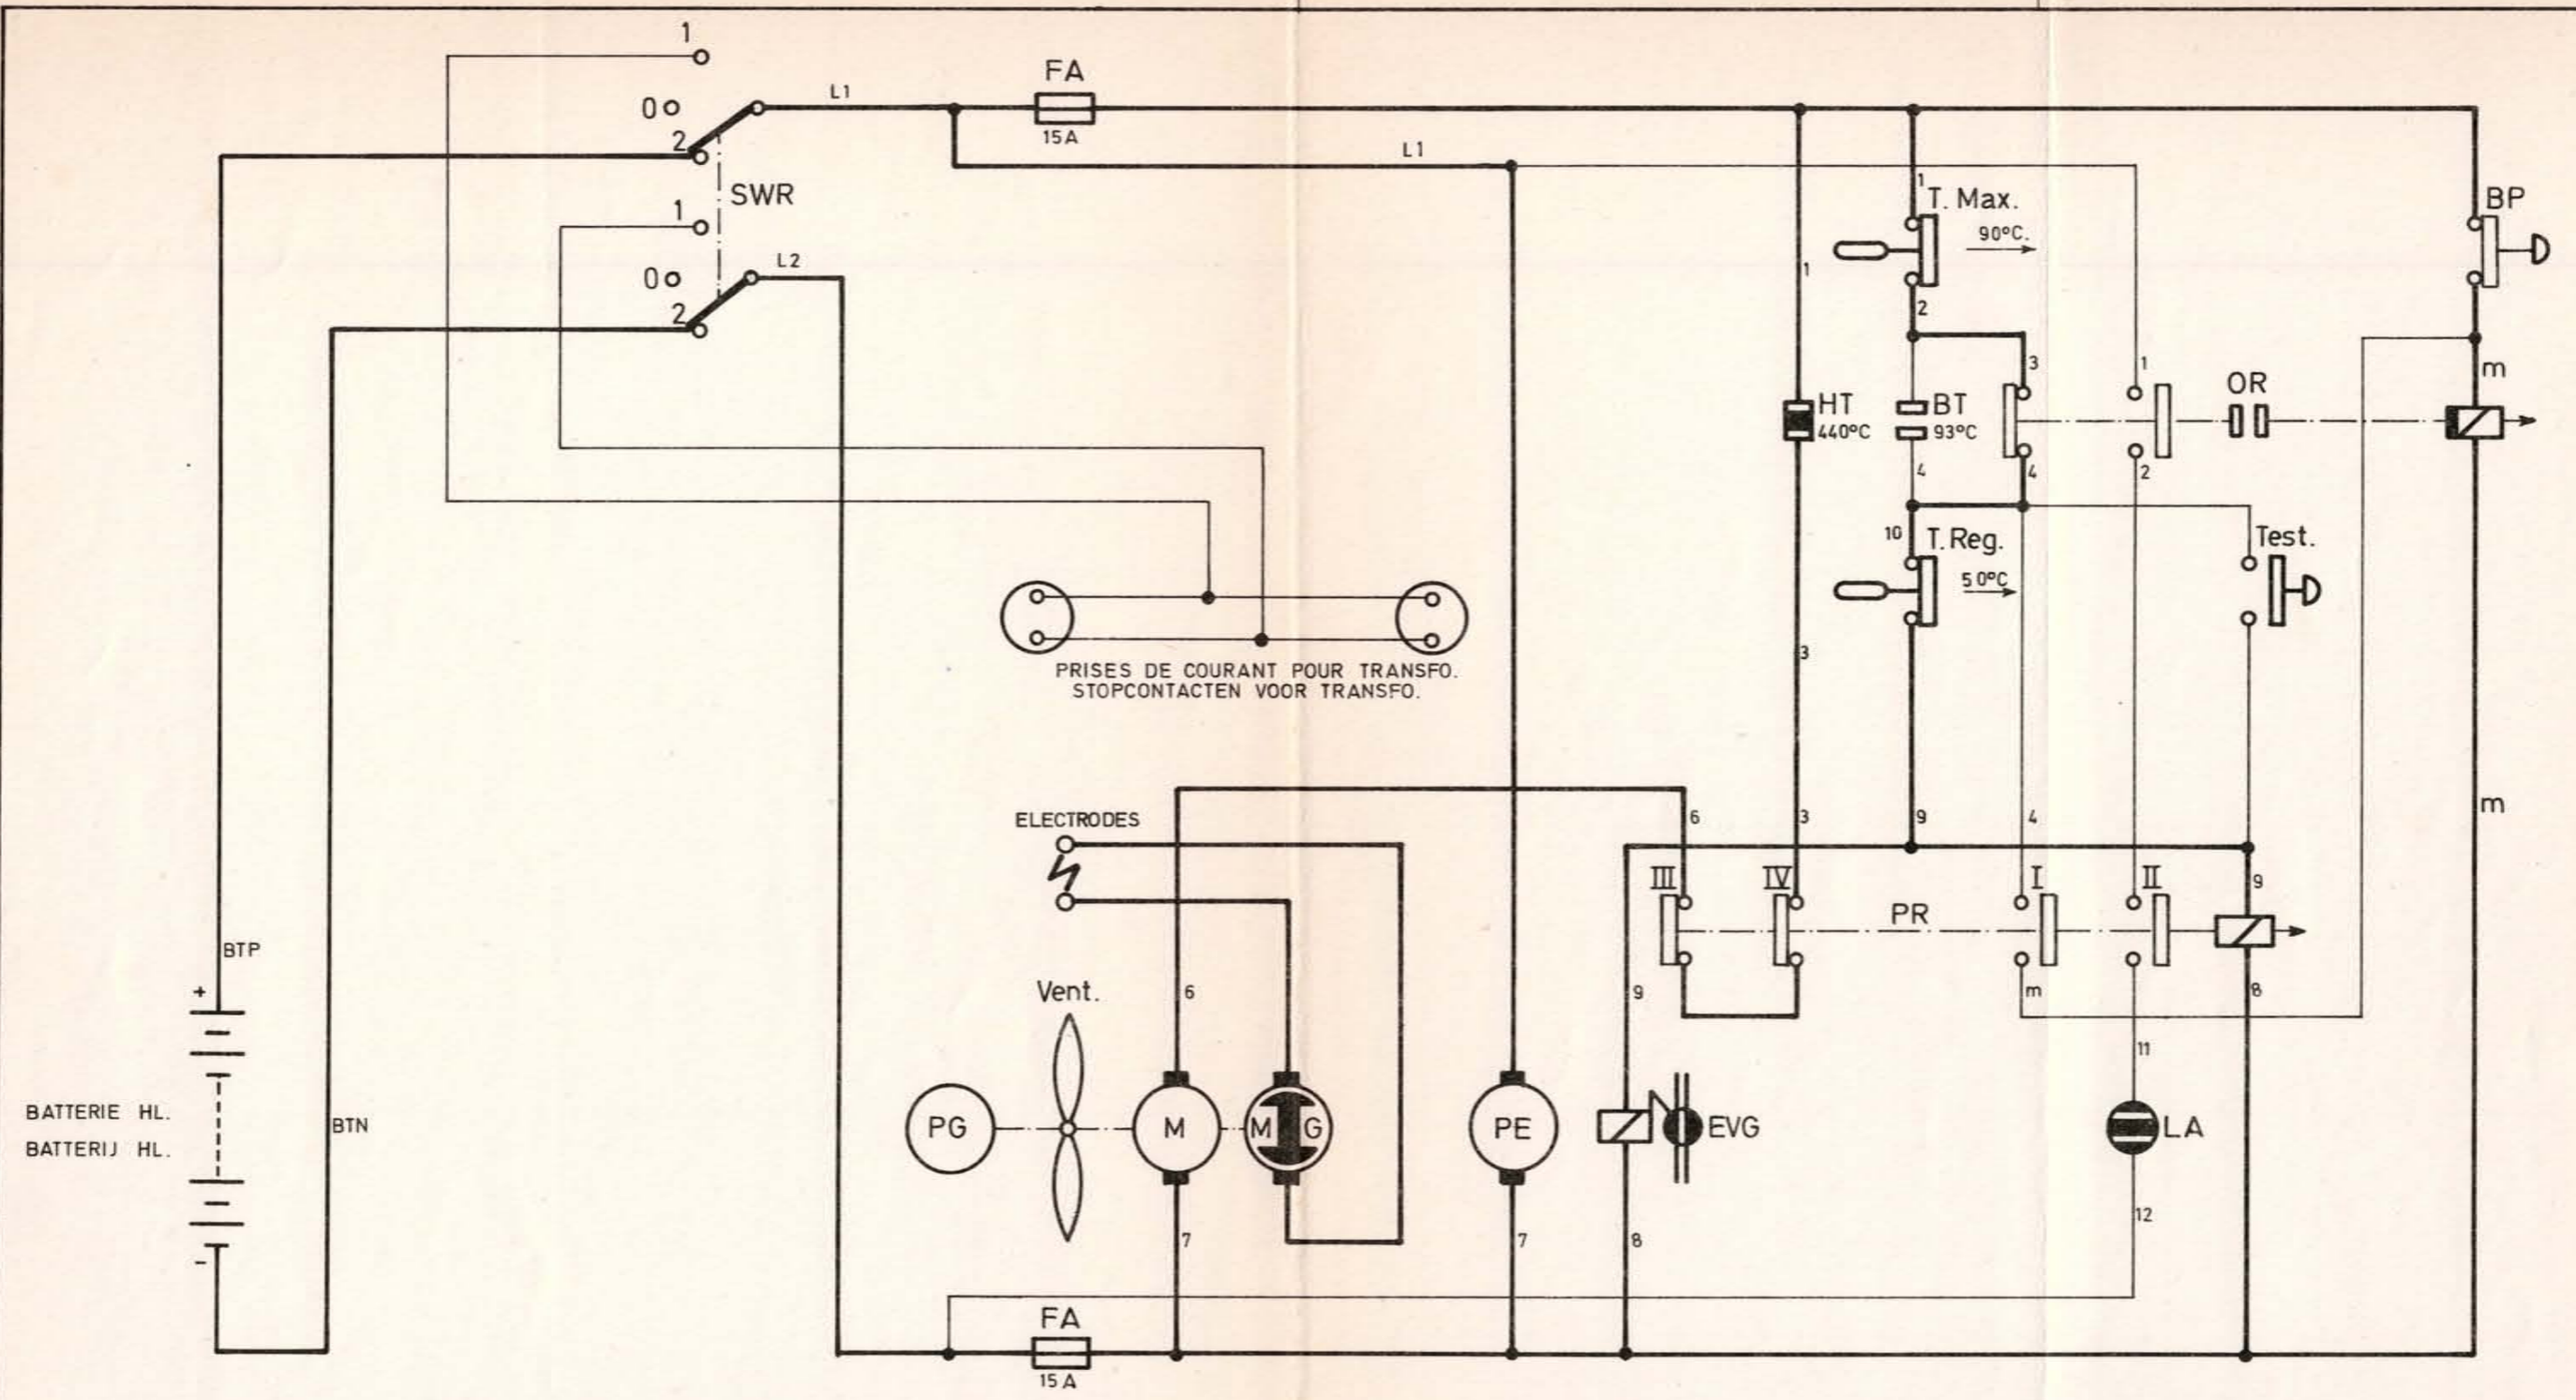 1
FA
L1
0
15A
2
L1
SWR
1
1
T. Max.
BP
90°C.
L2
0
1
2
2
3
1
m
OR
HT
440°C
BT
93°C
4
4
2
10
T.Reg.
Test.
50°C
3
PRISES DE COURANT POUR TRANSFO.
STOPCONTACTEN VOOR TRANSFO.
m
ELECTRODES
6
3
9
4
III
IV
I
II
9
PR
BTP
+
Vent.
6
9
m
8
11
BATTERIE HL.
BATTERIJ HL.
BTN
PG
M
M G
PE
EVG
LA
12
7
7
8
-
FA
15A